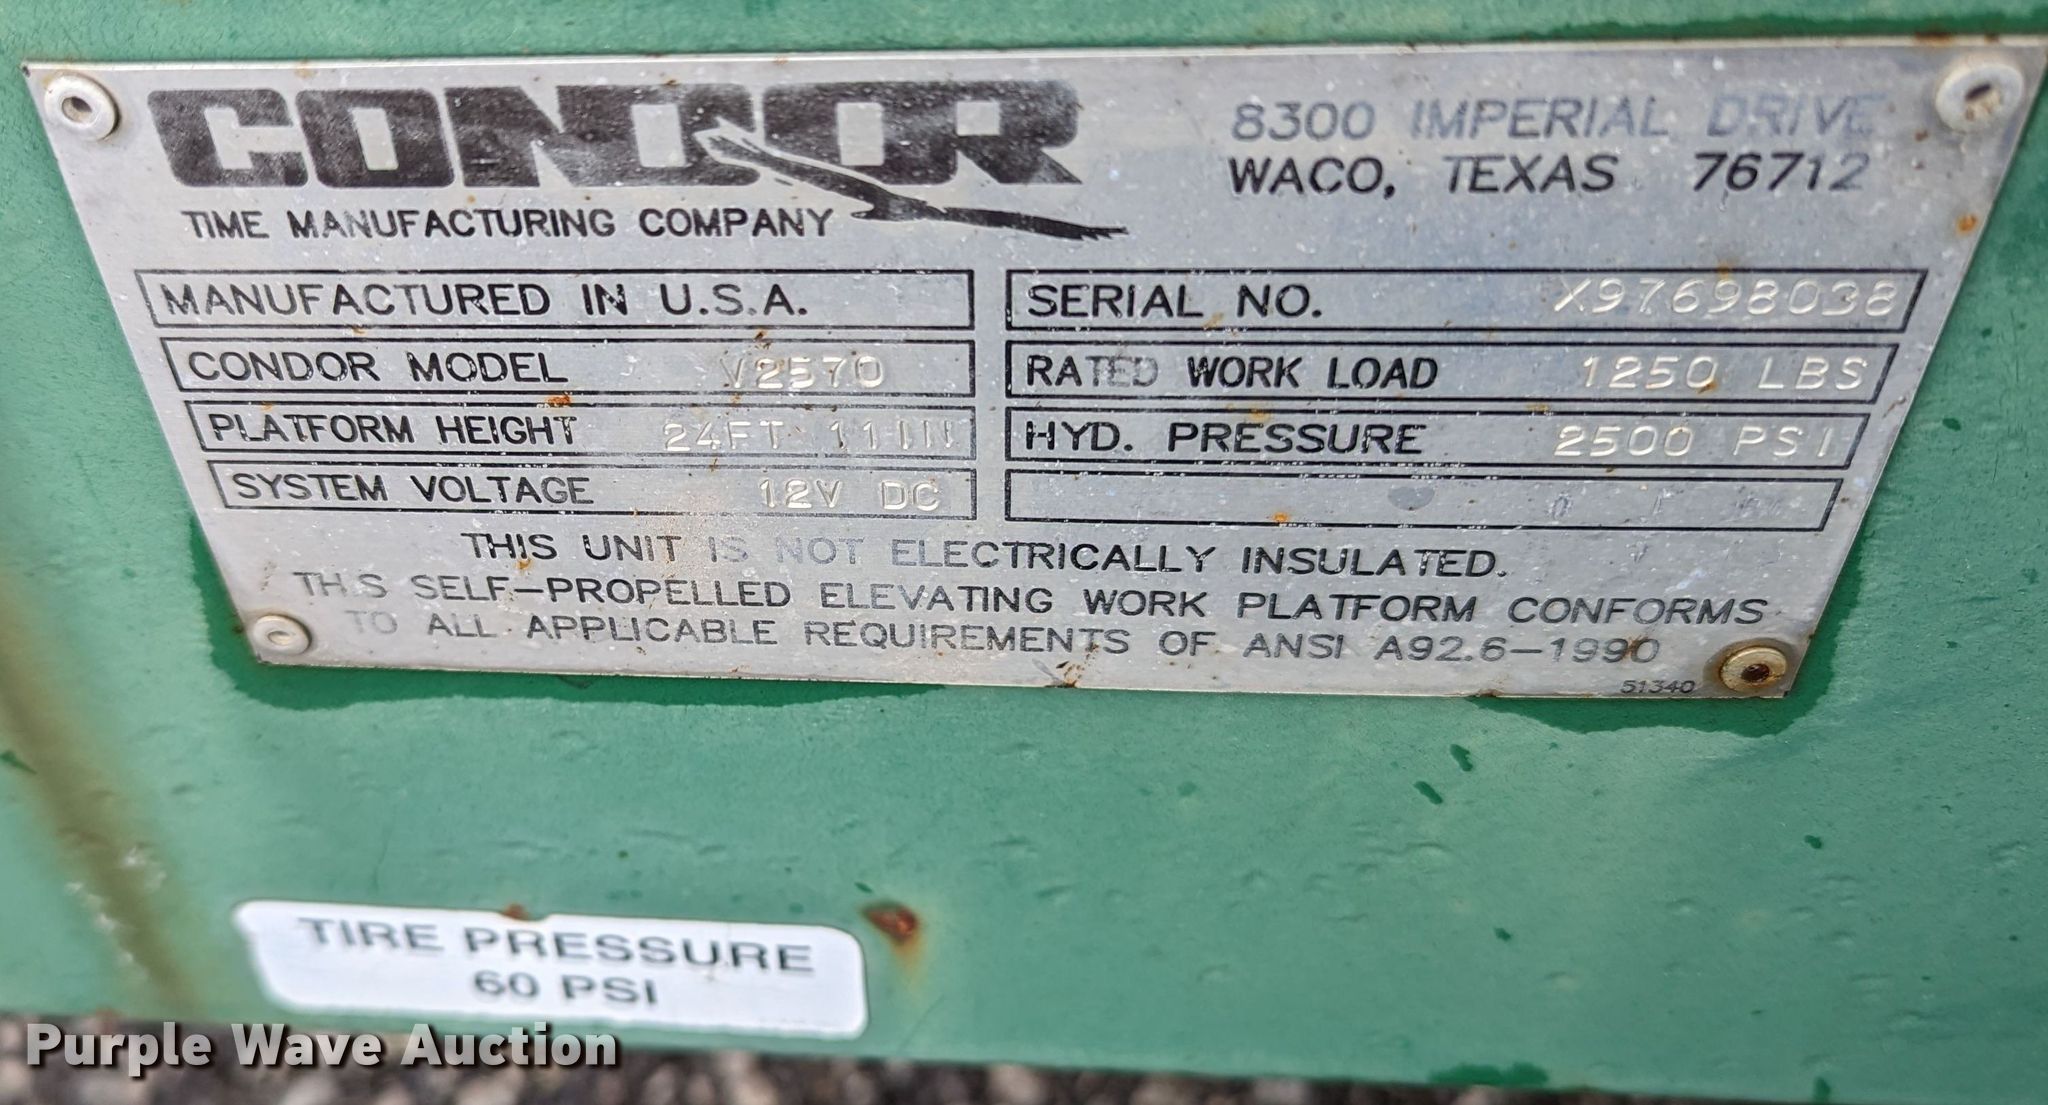 CONDOR
TIME MANUFACTURING COMPANY
8300 IMPERIAL DRIVE
WACO, TEXAS 76712
MANUFACTURED IN U.S.A.
SERIAL NO. X97698038
CONDOR MODEL V2570
RATED WORK LOAD 1250 LBS
PLATFORM HEIGHT 24FT 11IN
HYD. PRESSURE 2500 PSI
SYSTEM VOLTAGE 12V DC
THIS UNIT IS NOT ELECTRICALLY INSULATED.
THIS SELF-PROPELLED ELEVATING WORK PLATFORM CONFORMS
TO ALL APPLICABLE REQUIREMENTS OF ANSI A92.6-1990
51340
TIRE PRESSURE
60 PSI
Purple Wave Auction